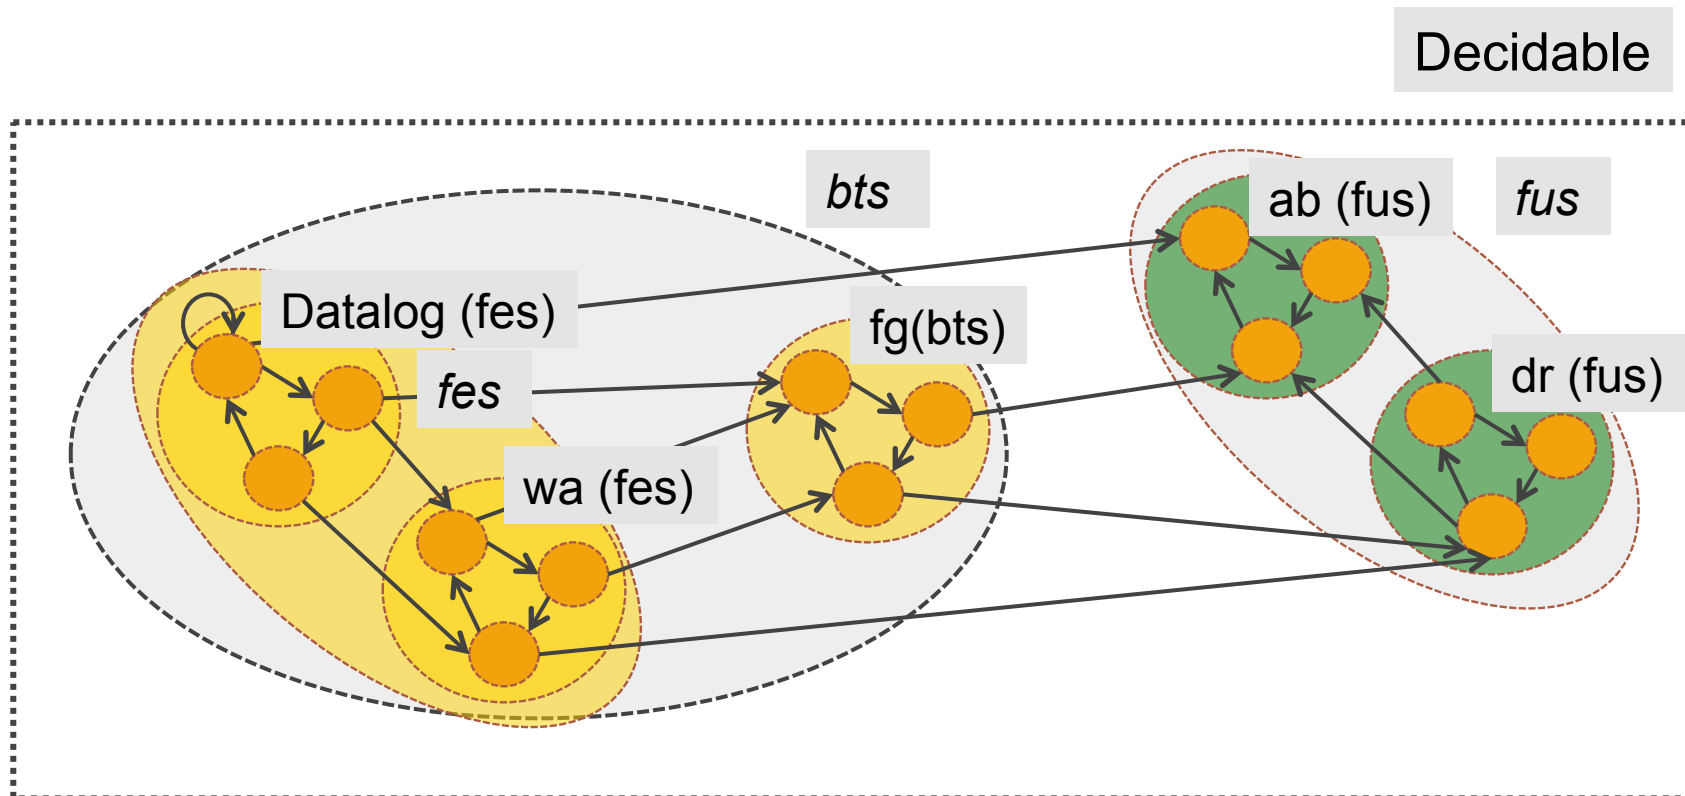 Decidable
bts
ab (fus)
fus
Datalog (fes)
fg(bts)
fes
dr (fus)
wa (fes)